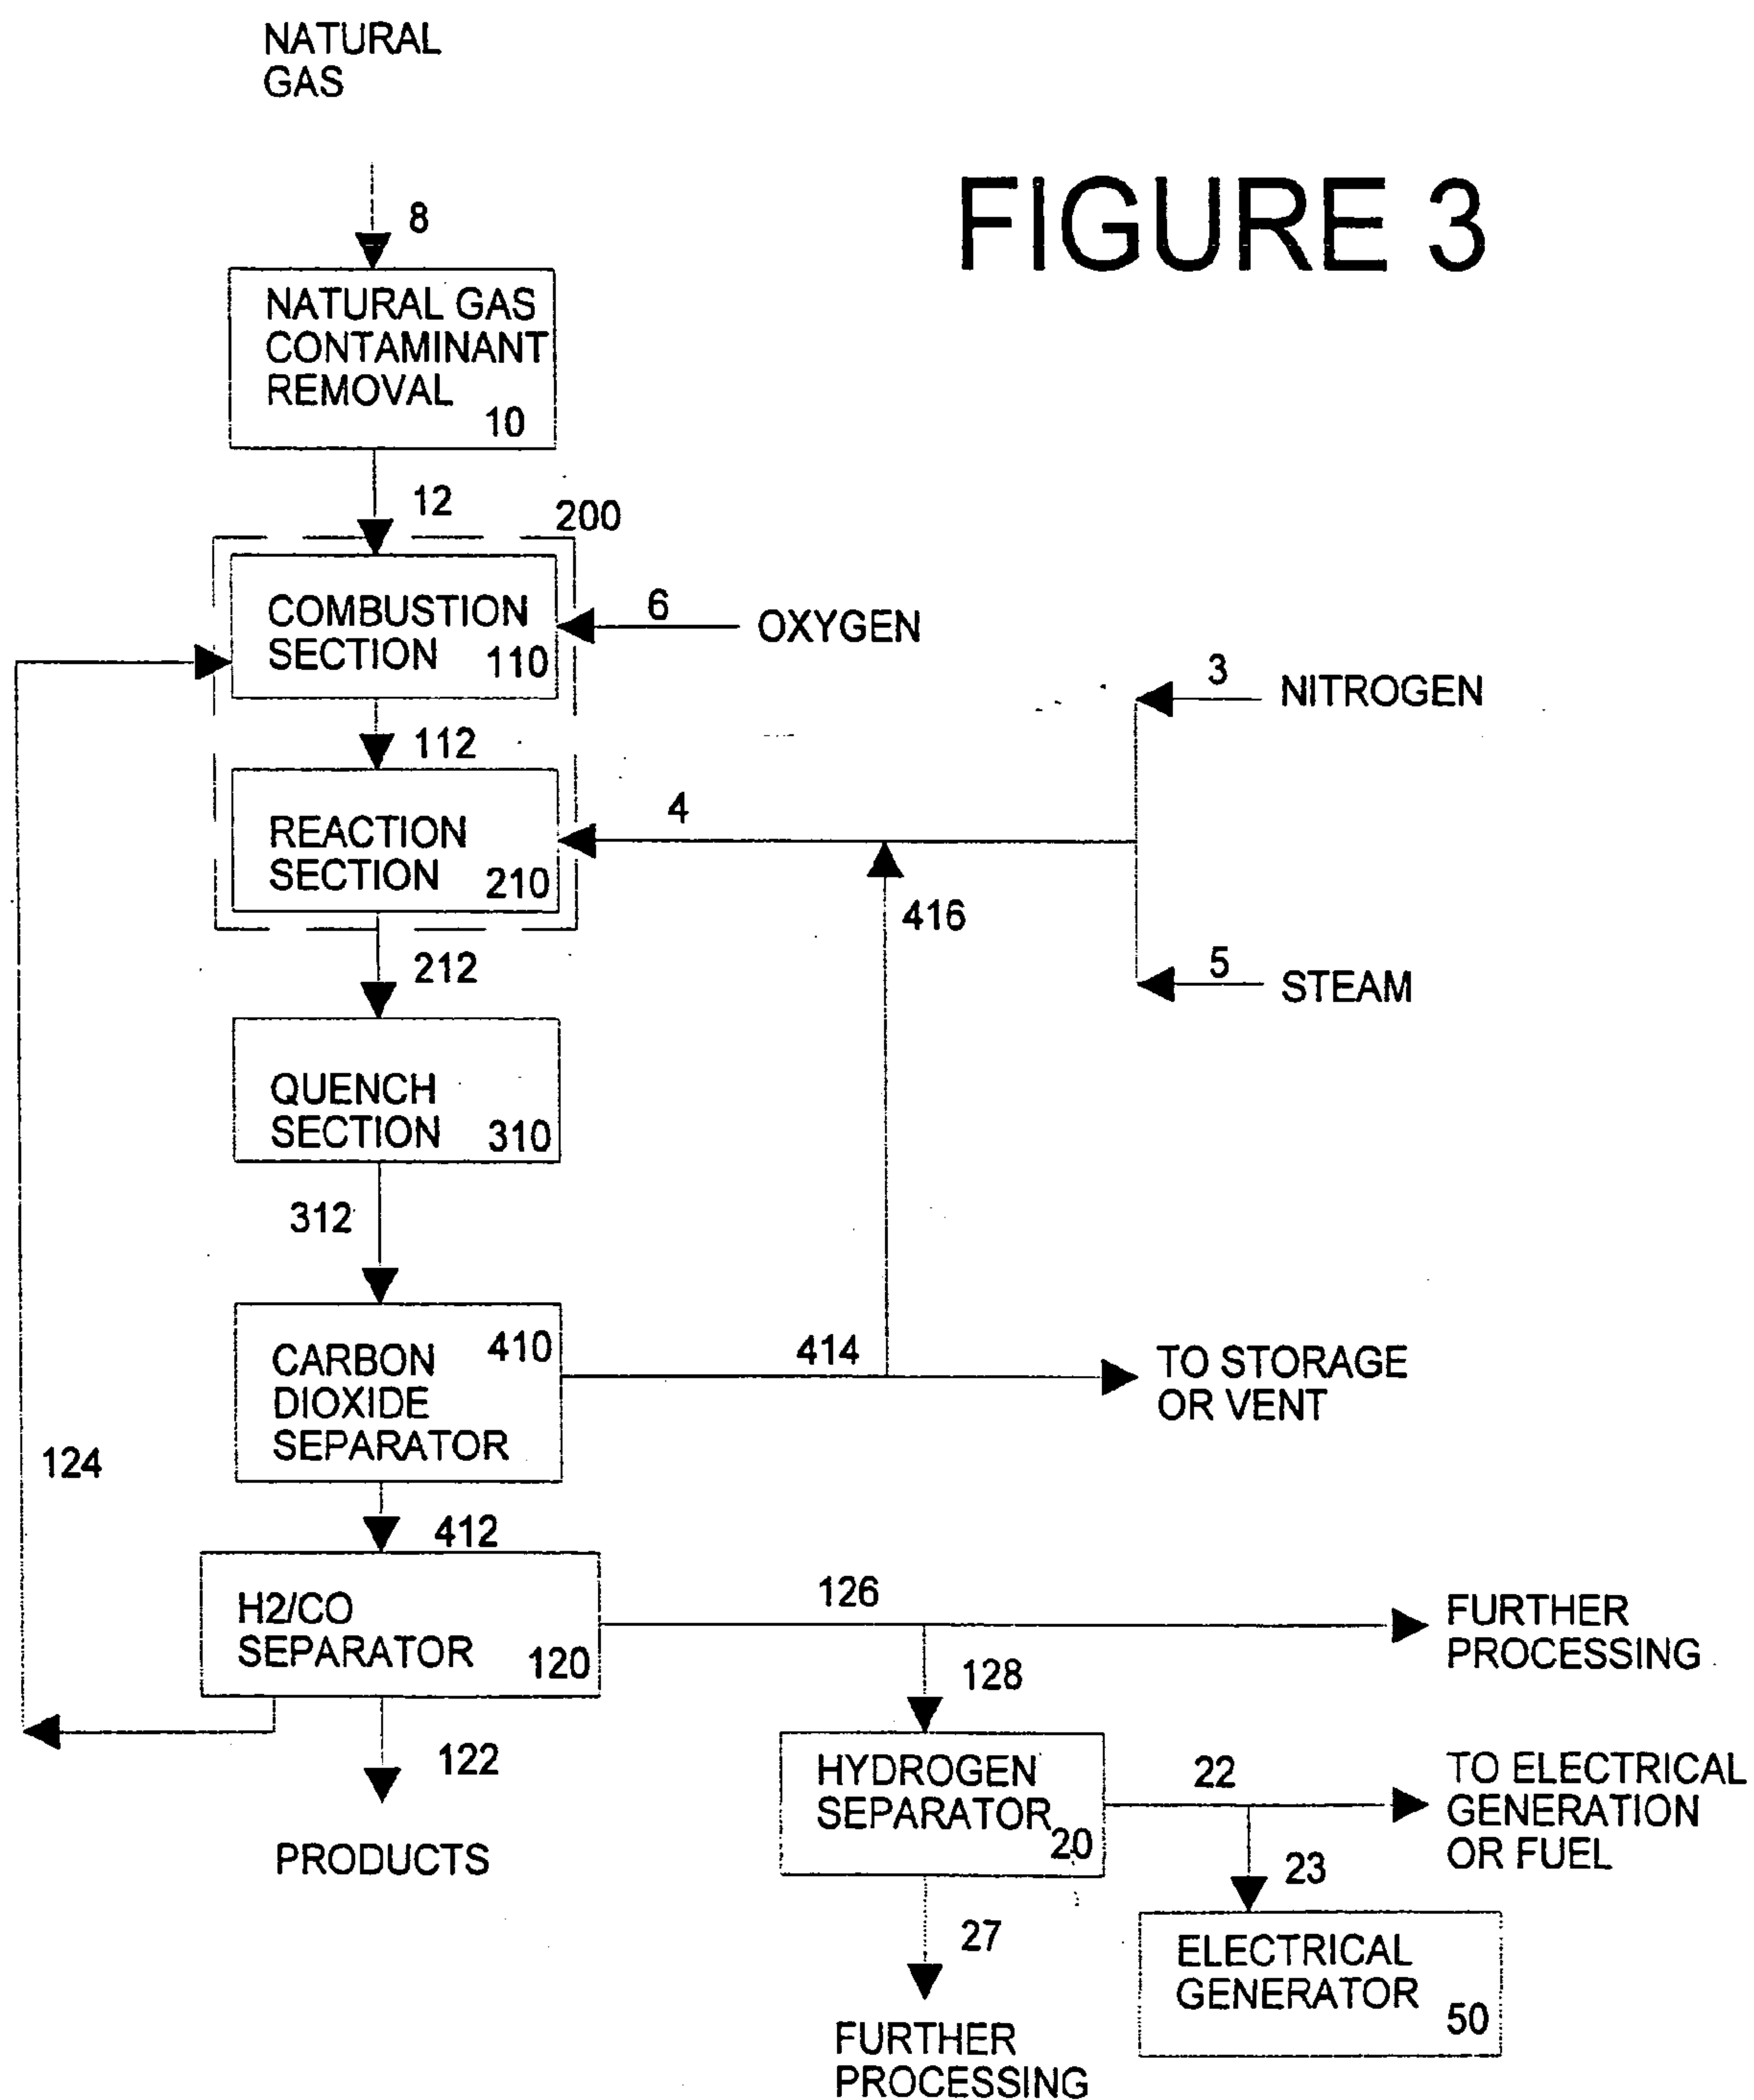 NATURAL
GAS
FIGURE 3
8
NATURAL GAS
CONTAMINANT
REMOVAL
10
12
200
COMBUSTION
SECTION
110
6
OXYGEN
3
NITROGEN
112
REACTION
SECTION
210
4
416
212
5
STEAM
QUENCH
SECTION
310
312
CARBON
DIOXIDE
SEPARATOR
410
414
TO STORAGE
OR VENT
124
412
H2/CO
SEPARATOR
120
126
FURTHER
PROCESSING
128
122
PRODUCTS
HYDROGEN
SEPARATOR
20
22
TO ELECTRICAL
GENERATION
OR FUEL
23
27
ELECTRICAL
GENERATOR
50
FURTHER
PROCESSING